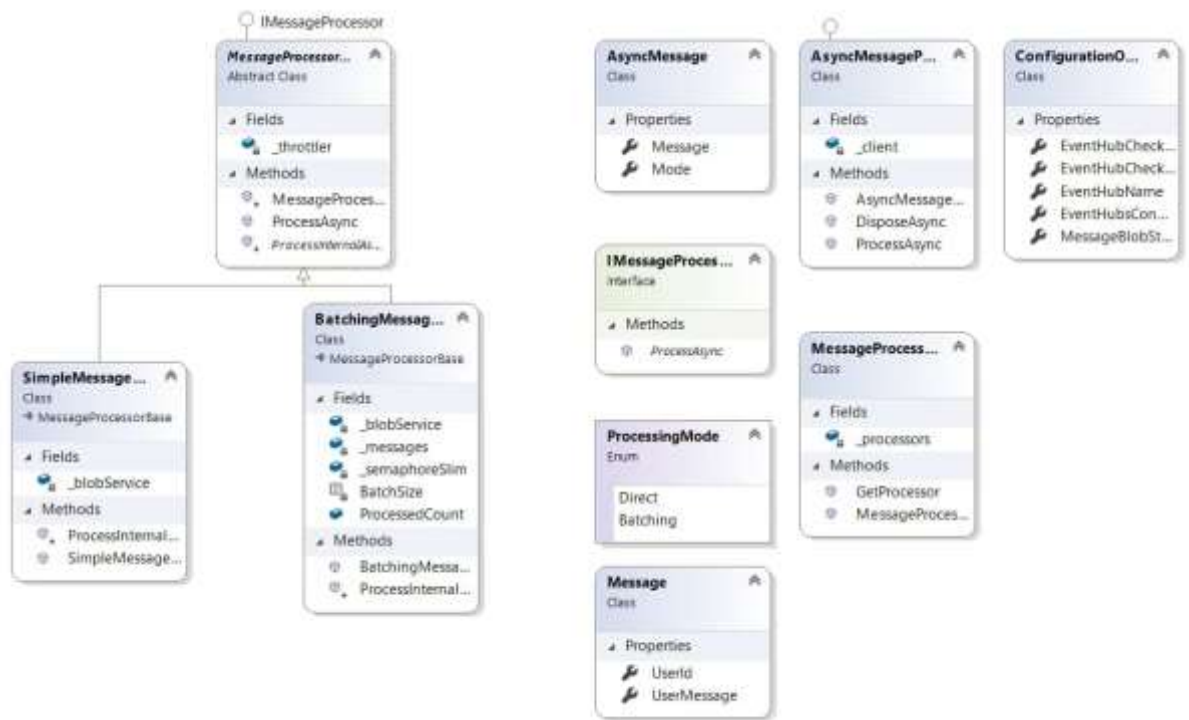 IMessageProcessor
MessageProcessor...
Abstract Class
Fields
_throttler
Methods
MessageProces...
ProcessAsync
ProcessInternalAs...
SimpleMessage...
Class
MessageProcessorBase
Fields
_blobService
Methods
ProcessInternal...
SimpleMessage...
BatchingMessag...
Class
MessageProcessorBase
Fields
_blobService
_messages
_semaphoreSlim
BatchSize
ProcessedCount
Methods
BatchingMessa...
ProcessInternal...
AsyncMessage
Class
Properties
Message
Mode
IMessageProces...
Interface
Methods
ProcessAsync
ProcessingMode
Enum
Direct
Batching
Message
Class
Properties
UserId
UserMessage
AsyncMessageP...
Class
Fields
_client
Methods
AsyncMessage...
DisposeAsync
ProcessAsync
MessageProcess...
Class
Fields
_processors
Methods
GetProcessor
MessageProces...
ConfigurationO...
Class
Properties
EventHubCheck...
EventHubCheck...
EventHubName
EventHubsCon...
MessageBlobSt...